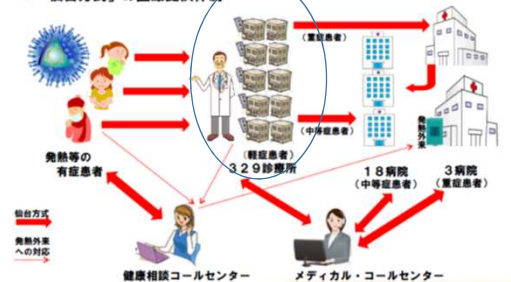 (重症患者)
(中等症患者)
発熱外来
発熱等の
有症患者
(軽症患者)
329診療所
18病院
(中等症患者)
3病院
(重症患者)
仙台方式
発熱外来
への対応
健康相談コールセンター
メディカル・コールセンター